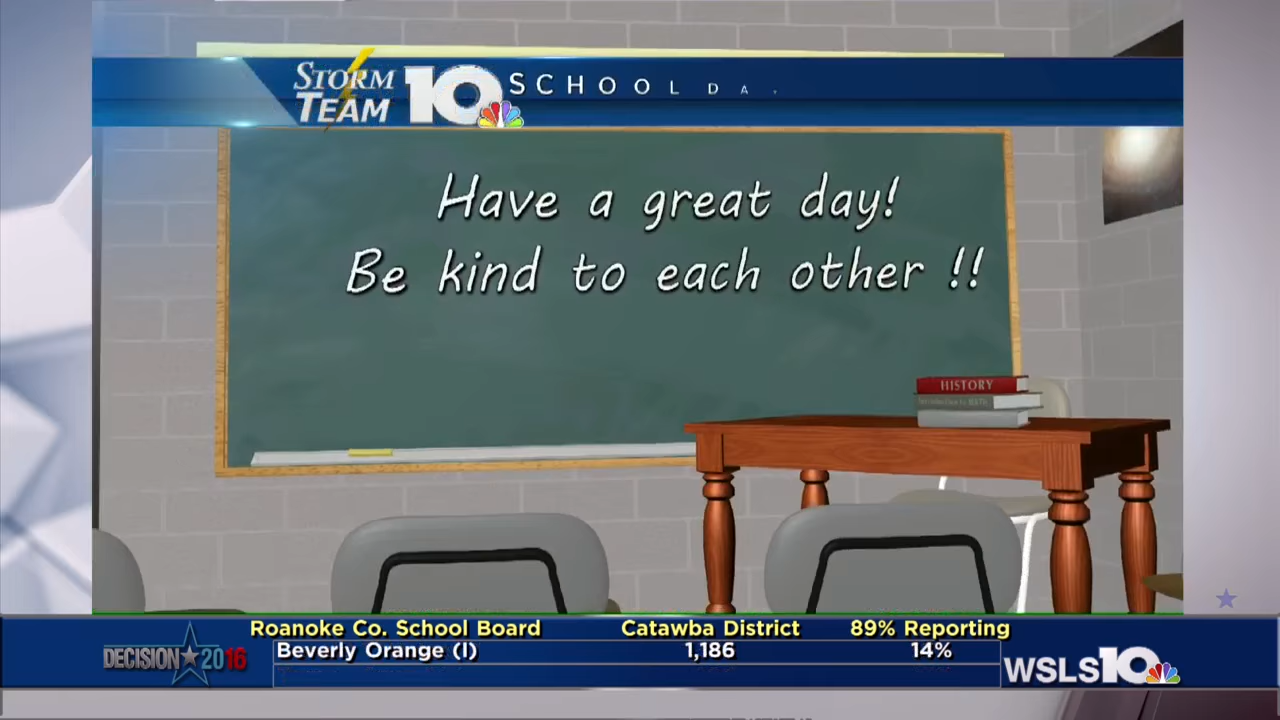 STORM TEAM 10 SCHOOL DA
Have a great day!
Be kind to each other !!
HISTORY
Roanoke Co. School Board Catawba District 89% Reporting
Beverly Orange (I) 1,186 14%
DECISION 2016
WSLS 10